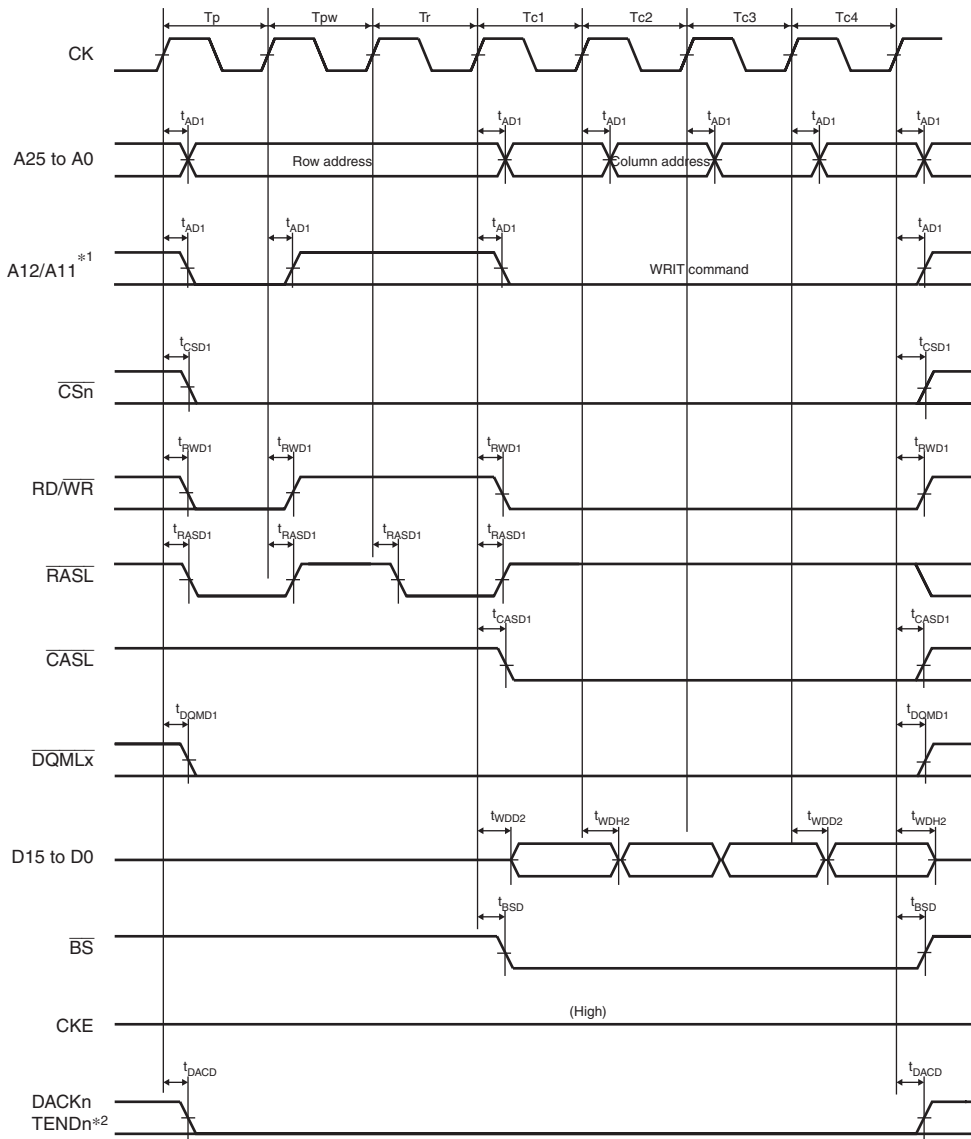 Tp Tpw Tr Tc1 Tc2 Tc3 Tc4
CK
tAD1 tAD1 tAD1 tAD1 tAD1 tAD1
A25 to A0 Row address Column address
tAD1 tAD1 tAD1 tAD1
A12/A11*1 WRIT command
tCSD1 tCSD1
CSn
tRWD1 tRWD1 tRWD1 tRWD1
RD/WR
tRASD1 tRASD1 tRASD1 tRASD1
RASL
tCASD1 tCASD1
CASL
tDQMD1 tDQMD1
DQMLx
tWDD2 tWDH2 tWDD2 tWDH2
D15 to D0
tBSD tBSD
BS
(High)
CKE
tDACD tDACD
DACKn
TENDn*2